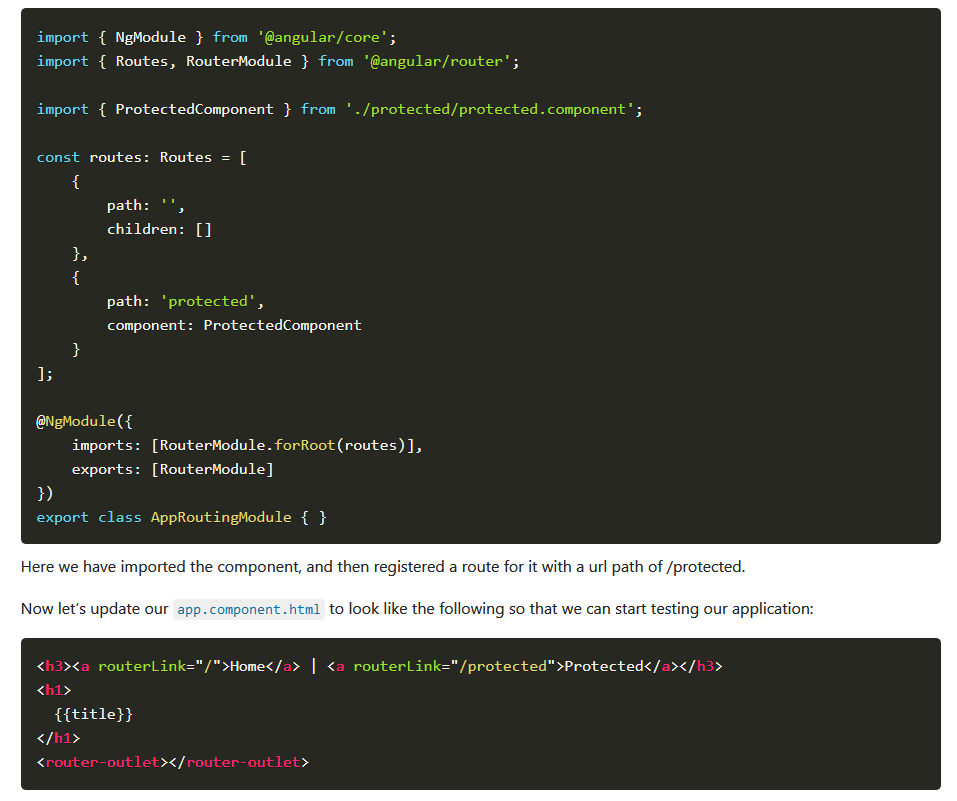 import { NgModule } from '@angular/core';
import { Routes, RouterModule } from '@angular/router';

import { ProtectedComponent } from './protected/protected.component';

const routes: Routes = [
    {
        path: '',
        children: []
    },
    {
        path: 'protected',
        component: ProtectedComponent
    }
];

@NgModule({
    imports: [RouterModule.forRoot(routes)],
    exports: [RouterModule]
})
export class AppRoutingModule { }
Here we have imported the component, and then registered a route for it with a url path of /protected.
Now let’s update our app.component.html to look like the following so that we can start testing our application:
<h3><a routerLink="/">Home</a> | <a routerLink="/protected">Protected</a></h3>
<h1>
  {{title}}
</h1>
<router-outlet></router-outlet>